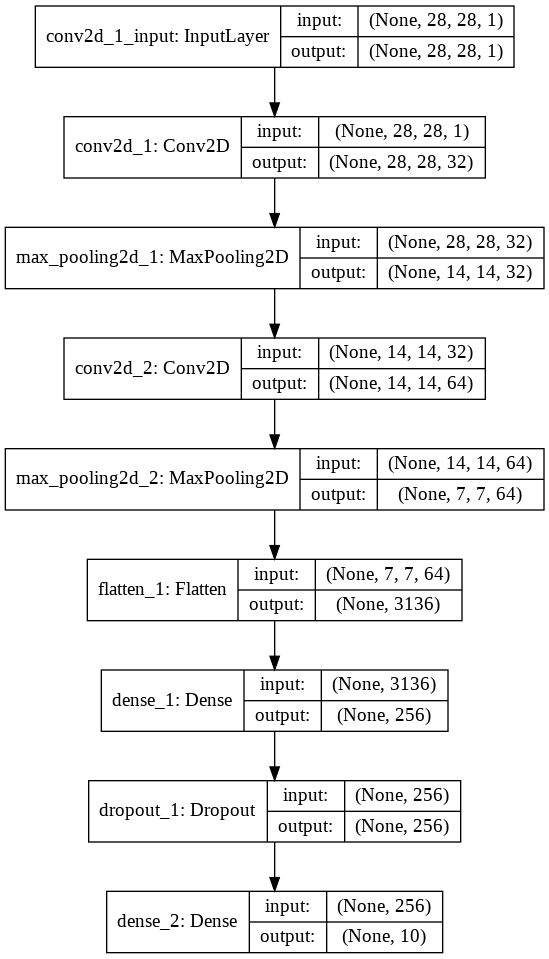 conv2d_1_input: InputLayer
input:
(None, 28, 28, 1)
output:
(None, 28, 28, 1)
conv2d_1: Conv2D
input:
(None, 28, 28, 1)
output:
(None, 28, 28, 32)
max_pooling2d_1: MaxPooling2D
input:
(None, 28, 28, 32)
output:
(None, 14, 14, 32)
conv2d_2: Conv2D
input:
(None, 14, 14, 32)
output:
(None, 14, 14, 64)
max_pooling2d_2: MaxPooling2D
input:
(None, 14, 14, 64)
output:
(None, 7, 7, 64)
flatten_1: Flatten
input:
(None, 7, 7, 64)
output:
(None, 3136)
dense_1: Dense
input:
(None, 3136)
output:
(None, 256)
dropout_1: Dropout
input:
(None, 256)
output:
(None, 256)
dense_2: Dense
input:
(None, 256)
output:
(None, 10)